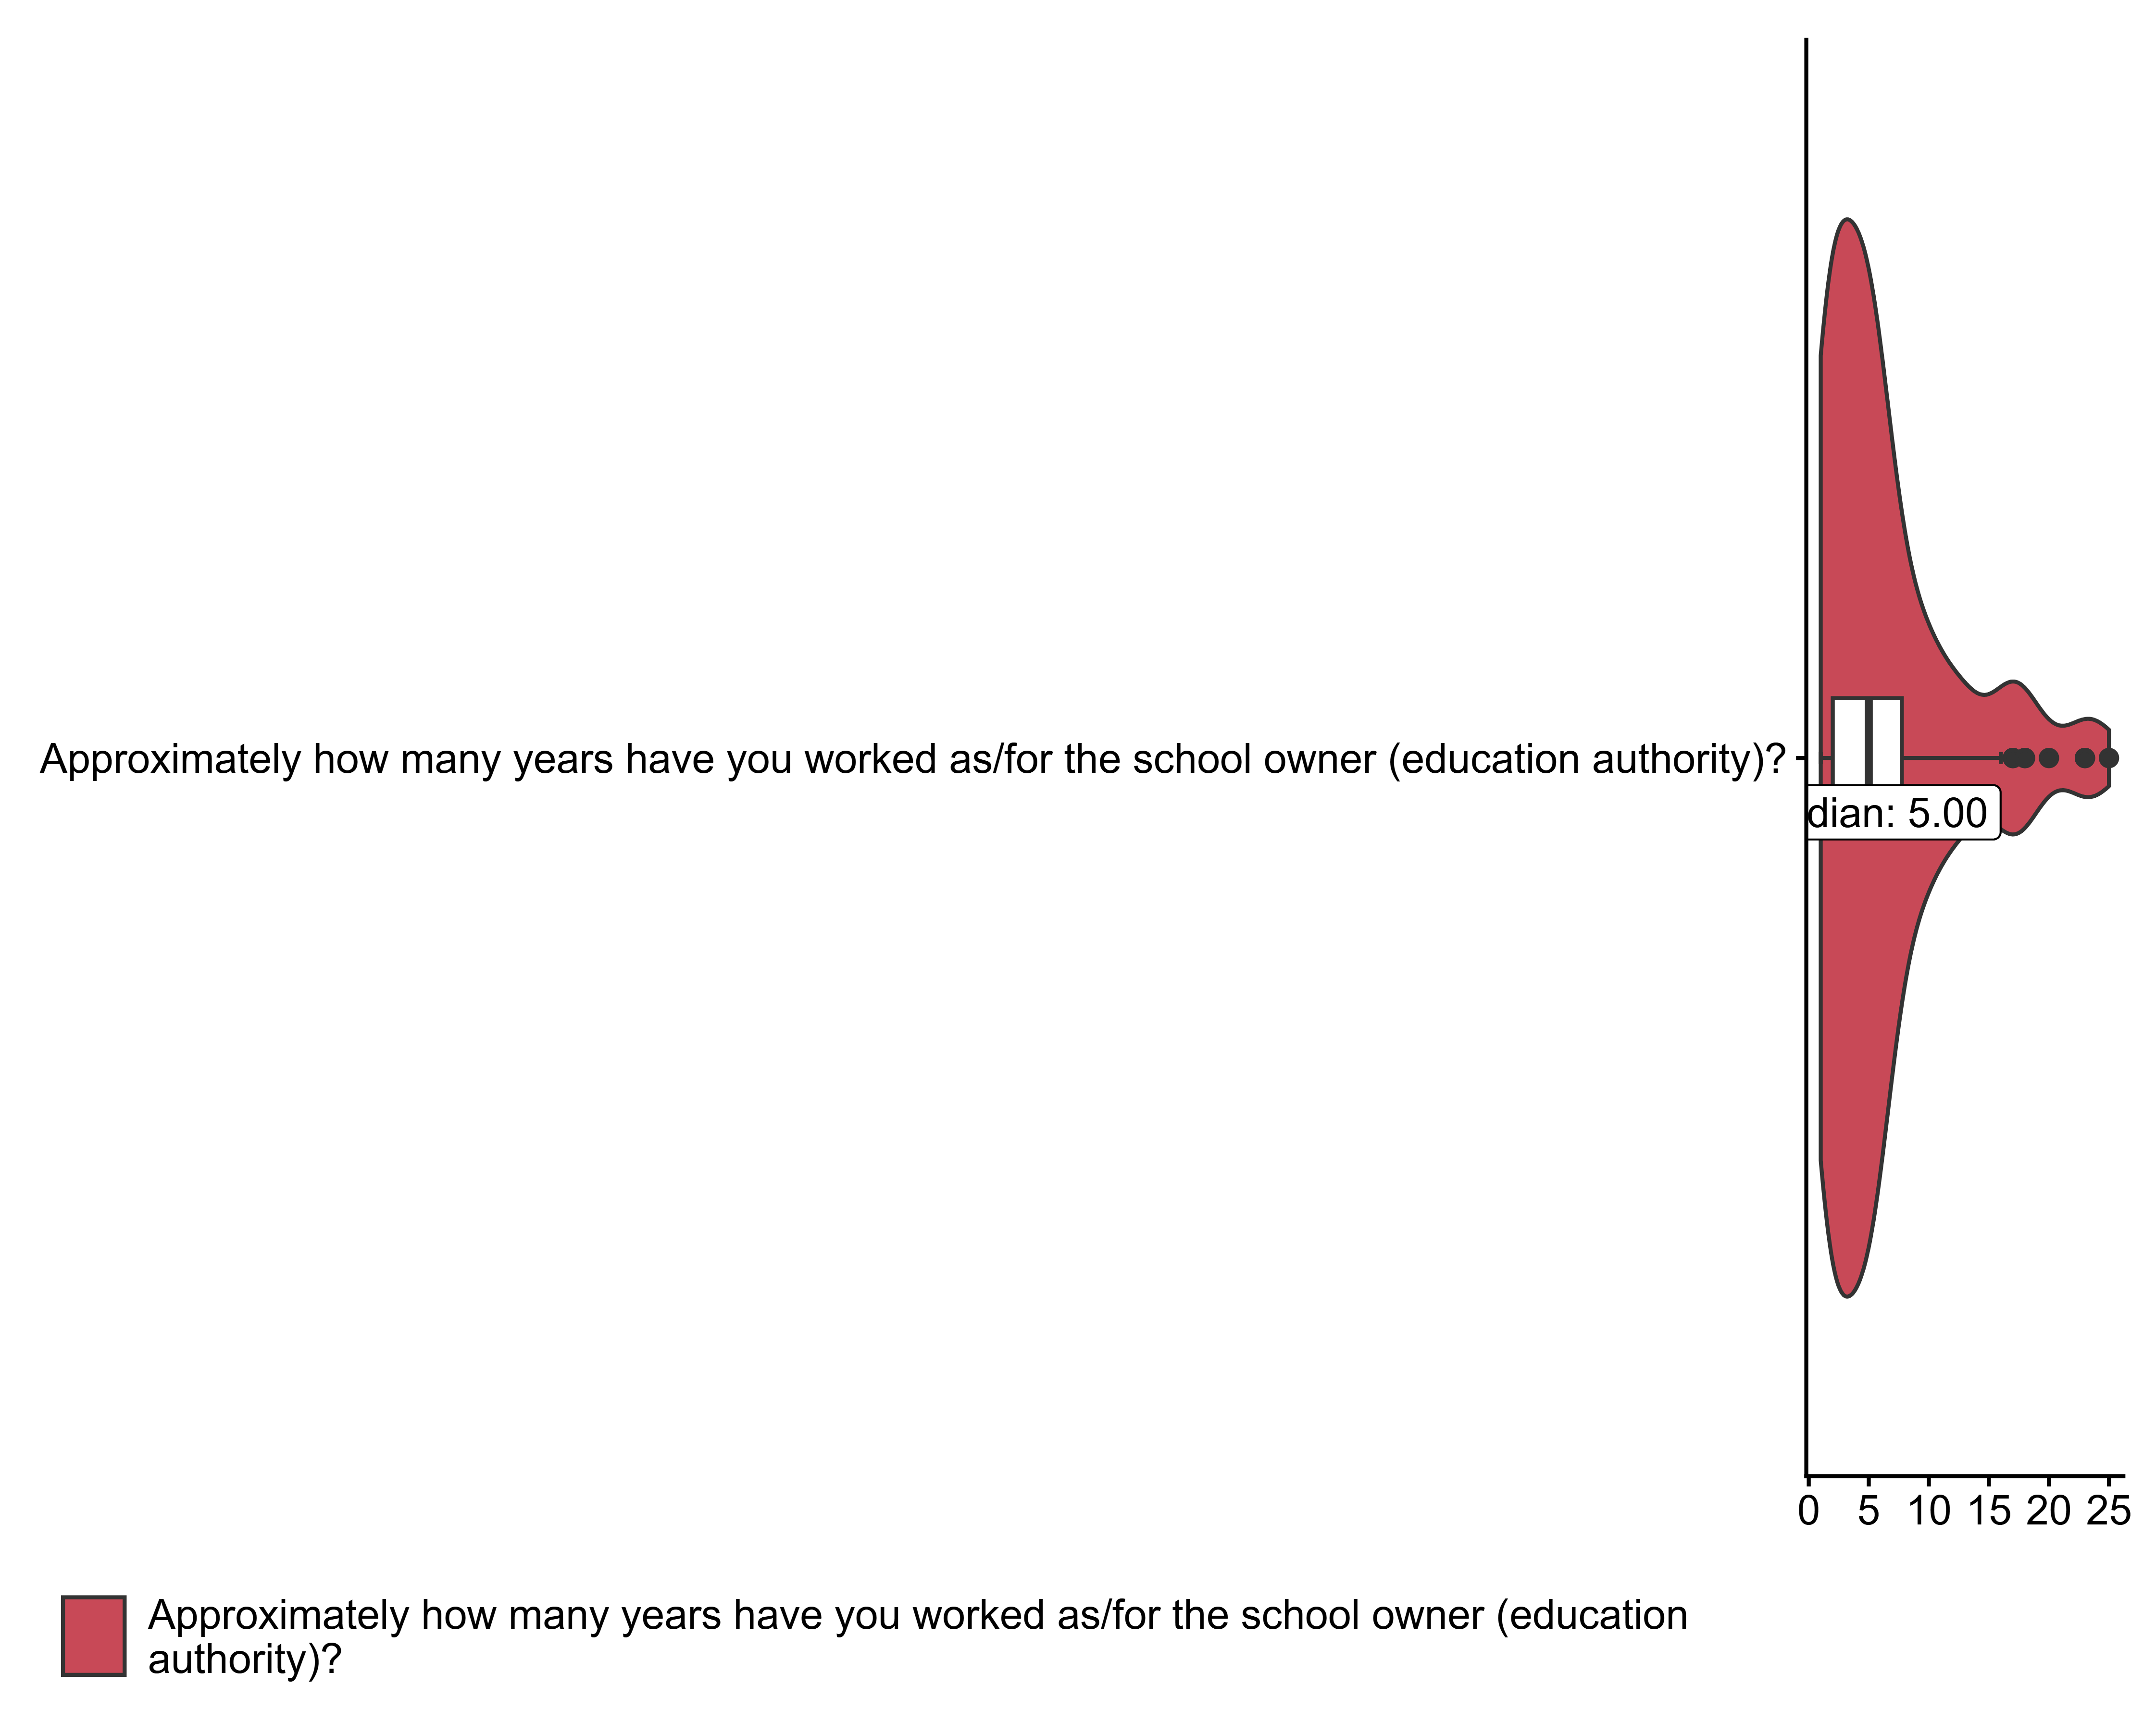 Approximately how many years have you worked as/for the school owner (education authority)?
dian: 5.00
0 5 10 15 20 25
Approximately how many years have you worked as/for the school owner (education
authority)?